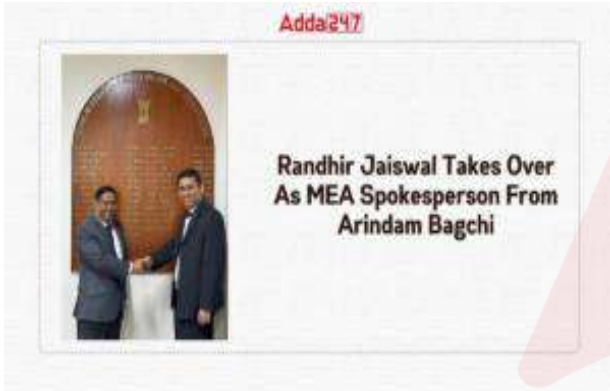 Adda247
Randhir Jaiswal Takes Over
As MEA Spokesperson From
Arindam Bagchi